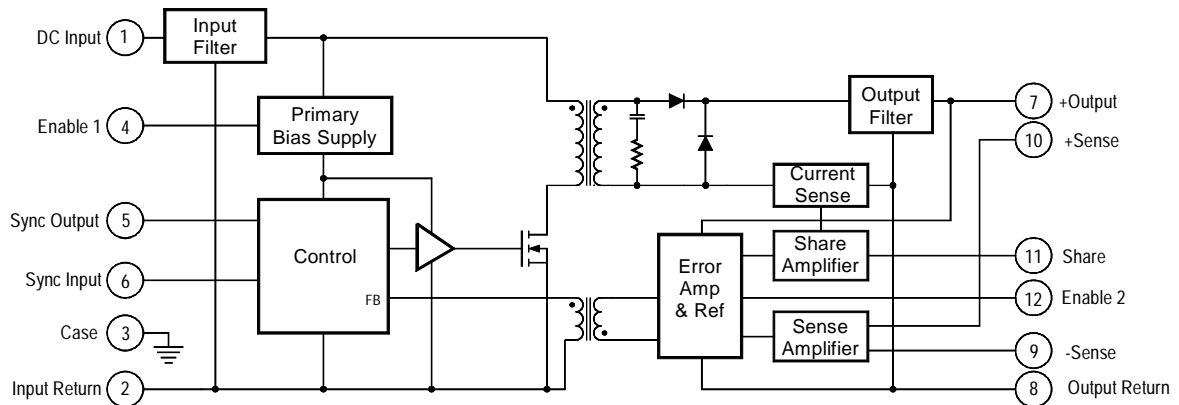 DC Input 1
Input
Filter
Enable 1 4
Primary
Bias Supply
Sync Output 5
Sync Input 6
Control
FB
Case 3
Input Return 2
Output
Filter
7 +Output
10 +Sense
Current
Sense
Share
Amplifier
11 Share
Error
Amp
& Ref
12 Enable 2
Sense
Amplifier
9 -Sense
8 Output Return